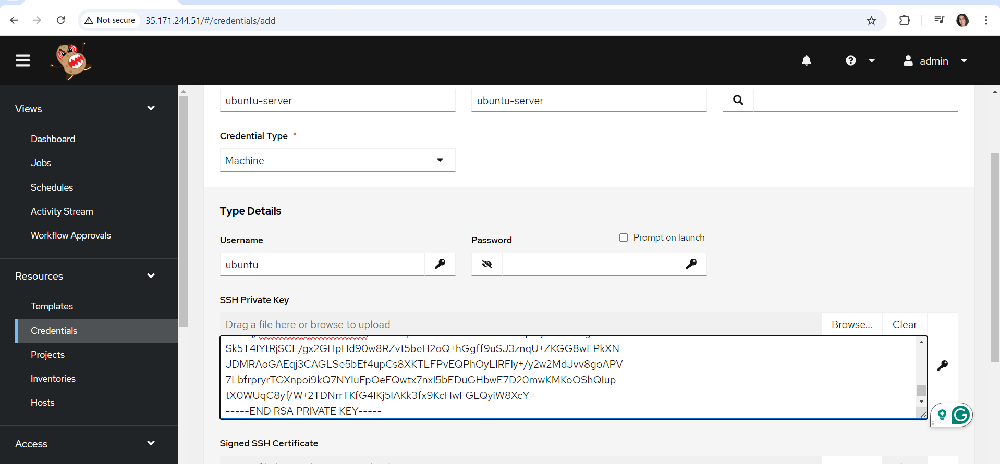 Not secure
35.171.244.51/#/credentials/add
admin
Views
Dashboard
Jobs
Schedules
Activity Stream
Workflow Approvals
Resources
Templates
Credentials
Projects
Inventories
Hosts
Access
ubuntu-server
ubuntu-server
Credential Type *
Machine
Type Details
Username
Password
Prompt on launch
ubuntu
SSH Private Key
Drag a file here or browse to upload
Browse...
Clear
Sk5T4IYtRjSCE/gx2GHpHd90w8RZvt5beH2oQ+hGgff9uSJ3znqU+ZKGG8wEPkXN
JDMRAoGAEqj3CAGLSe5bEf4upCs8XKTLFPvEQPhOyLlRFly+/y2w2MdJvv8goAPV
7LbfrpryrTGXnpoi9kQ7NYIuFpOeFQwtx7nxI5bEDuGHbwE7D20mwKMKoOShQIup
tX0WUqC8yf/W+2TDNrrTKfG4IKj5IAKk3fx9KcHwFGLQyiW8XcY=
-----END RSA PRIVATE KEY-----
Signed SSH Certificate